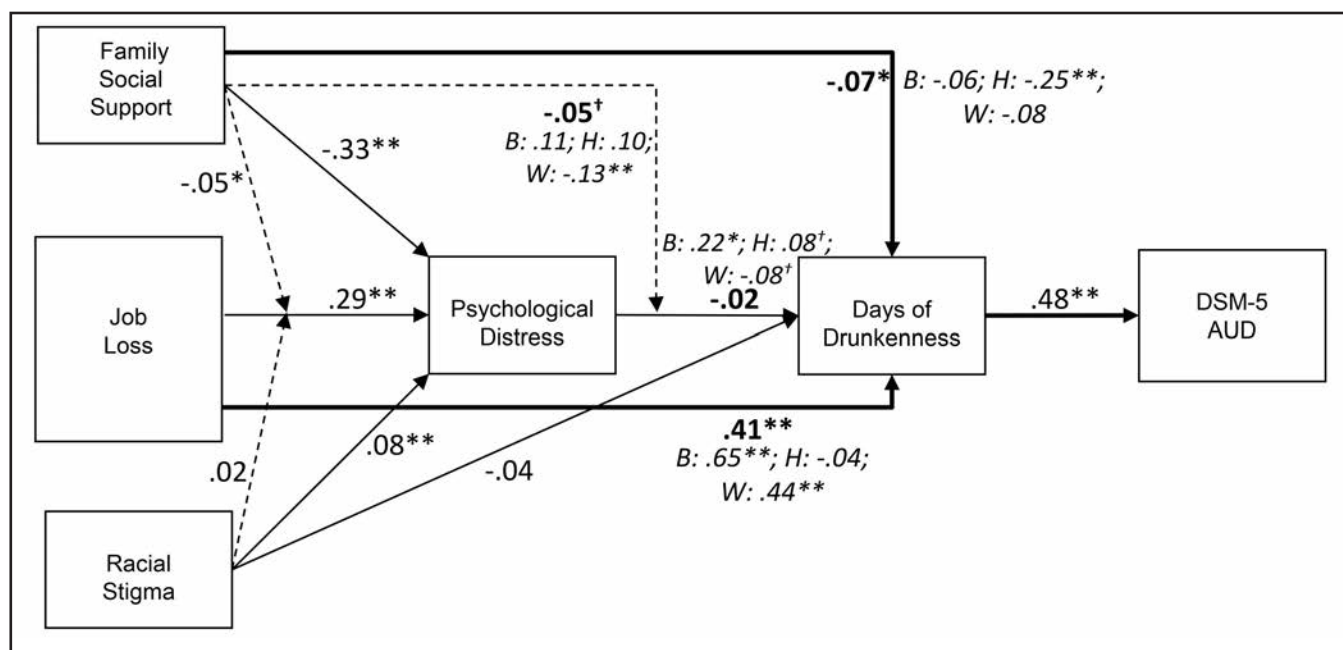 Family
Social
Support
-.07* B: -.06; H: -.25**;
W: -.08
-.05†
B: .11; H: .10;
W: -.13**
-.33**
-.05*
B: .22*; H: .08†;
W: -.08†
-.02
Job
Loss
.29**
Psychological
Distress
Days of
Drunkenness
.48**
DSM-5
AUD
.41**
B: .65**; H: -.04;
W: .44**
.08**
-.04
.02
Racial
Stigma